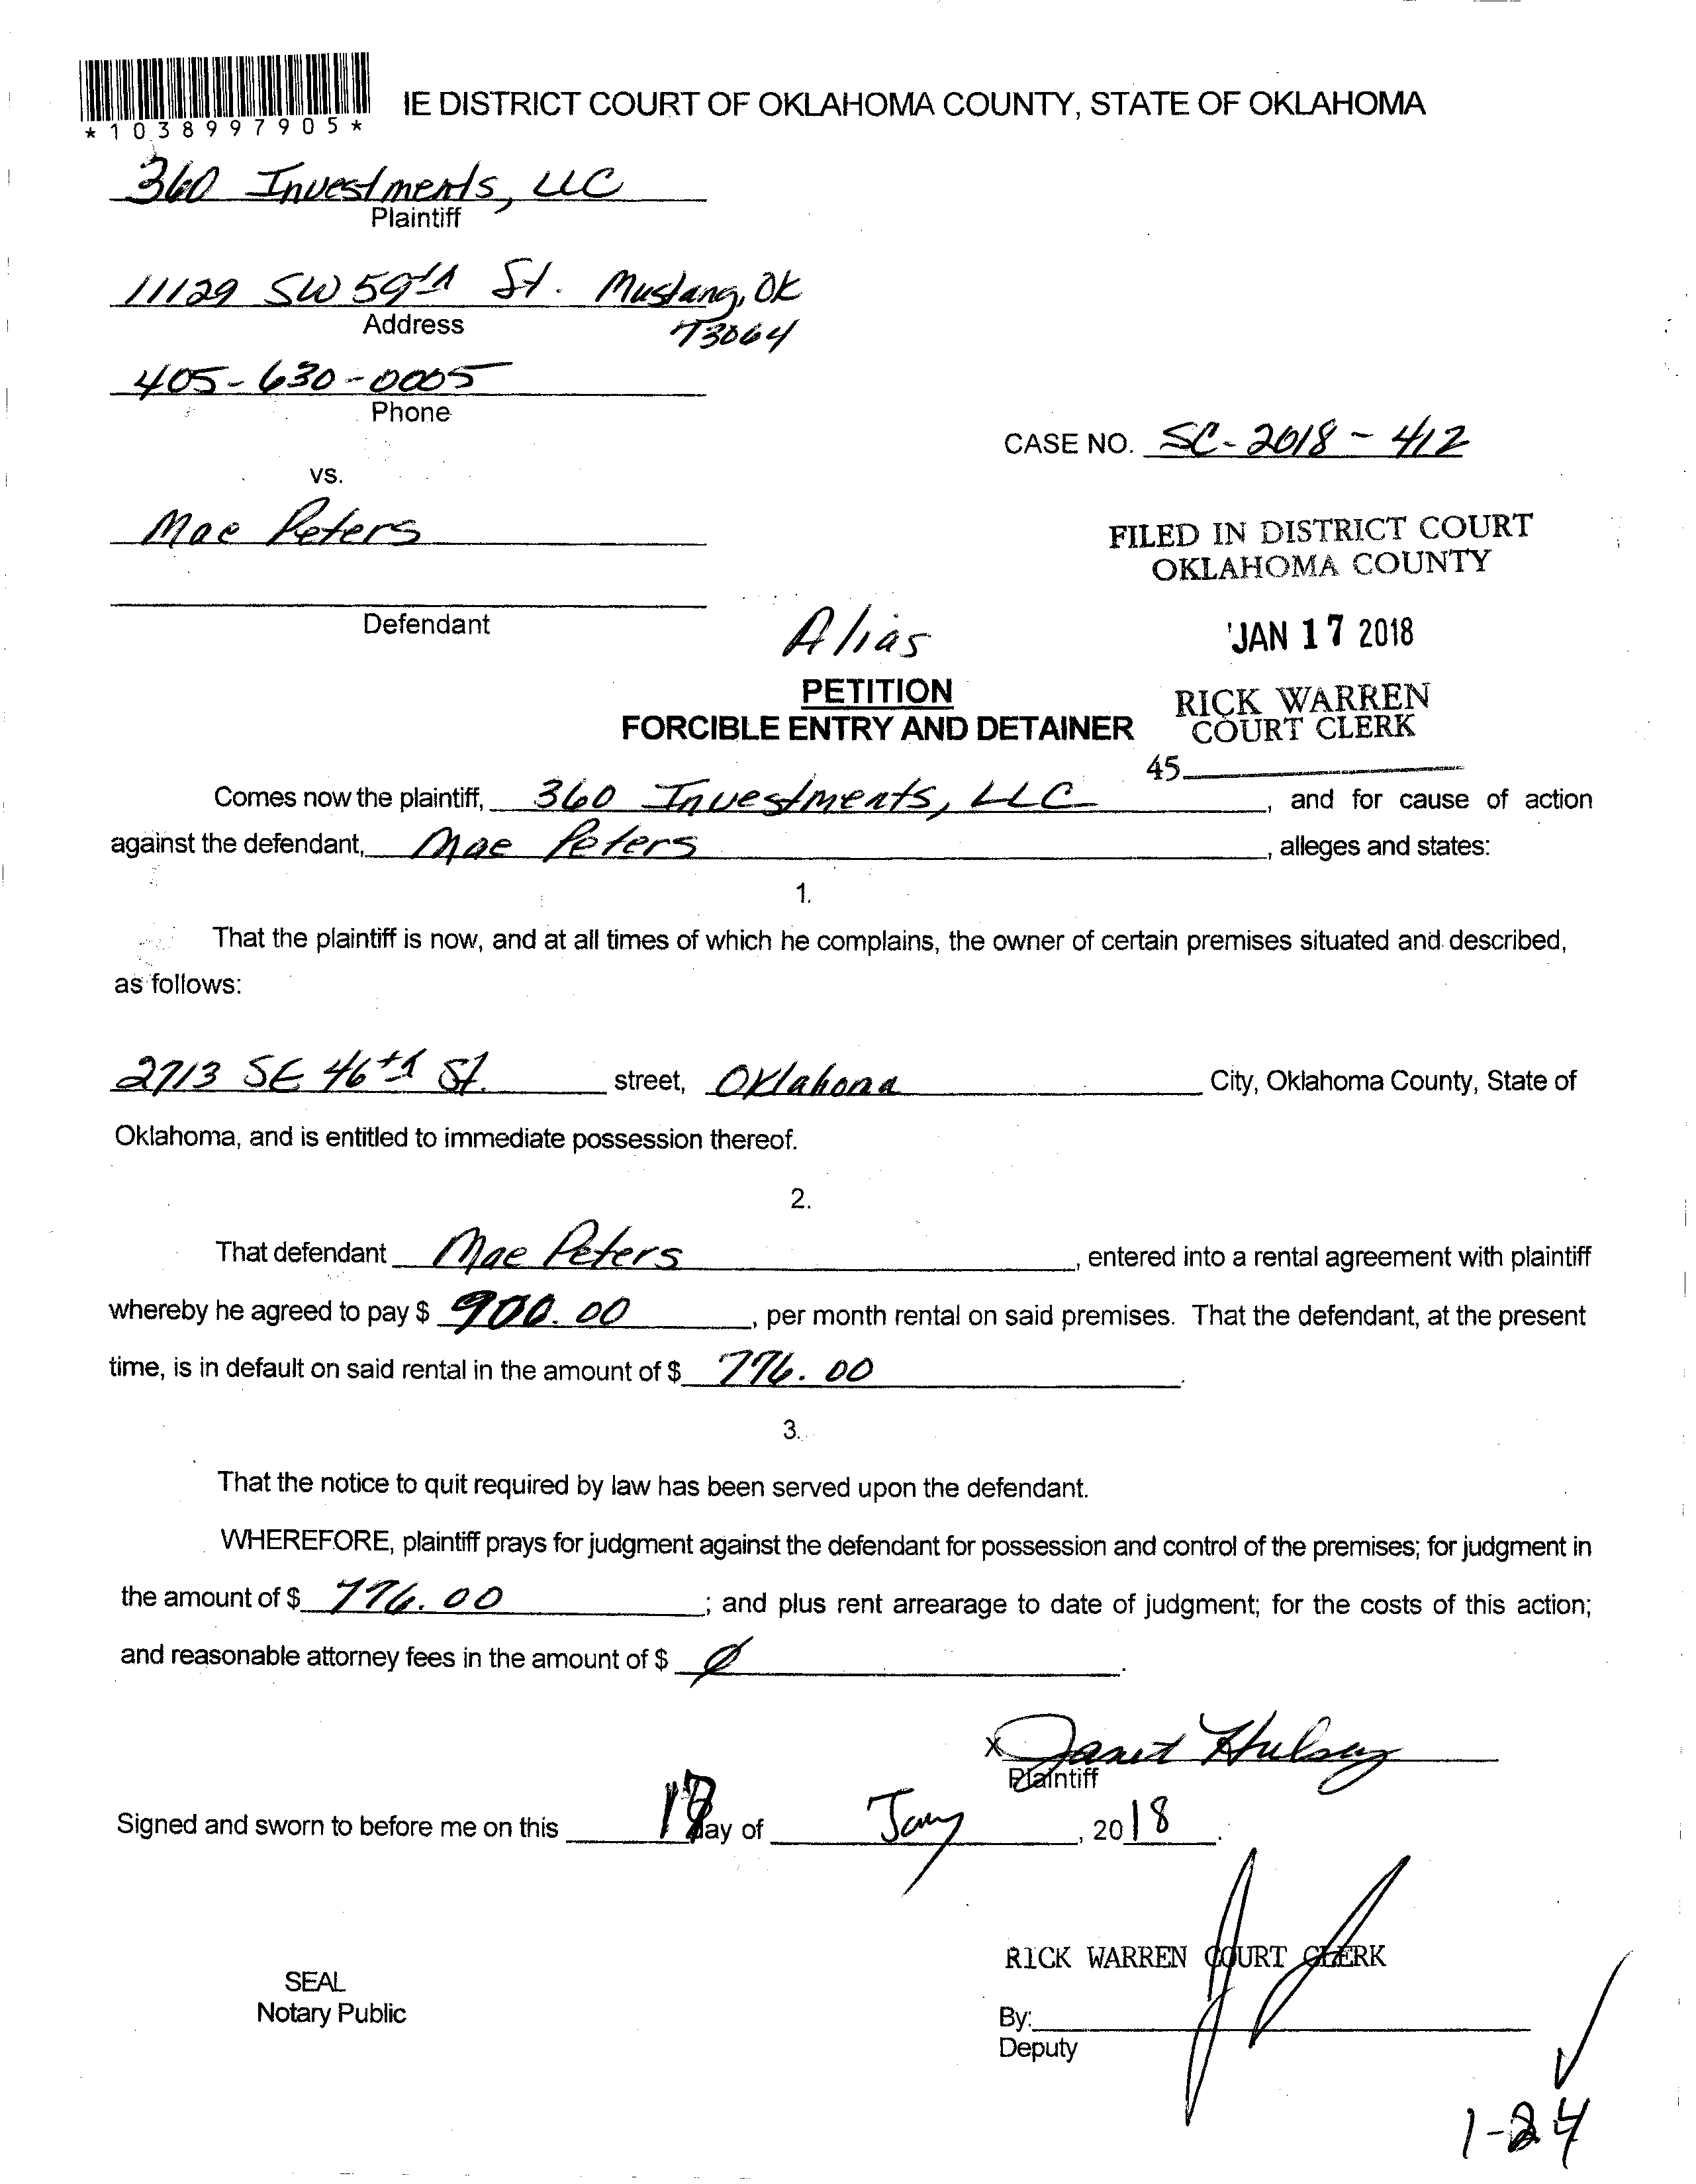 *1038997905*
IE DISTRICT COURT OF OKLAHOMA COUNTY, STATE OF OKLAHOMA
360 Investments, LLC
Plaintiff
11129 SW 59th St. Mustang, OK
Address
73064
405-630-0005
Phone
CASE NO. SC-2018-412
vs.
Mae Peters
FILED IN DISTRICT COURT
OKLAHOMA COUNTY
Defendant
Alias
JAN 17 2018
PETITION
FORCIBLE ENTRY AND DETAINER
RICK WARREN
COURT CLERK
45
Comes now the plaintiff, 360 Investments, LLC, and for cause of action
against the defendant, Mae Peters, alleges and states:
1.
That the plaintiff is now, and at all times of which he complains, the owner of certain premises situated and described,
as follows:
2713 SE 46th St. street, Oklahona City, Oklahoma County, State of
Oklahoma, and is entitled to immediate possession thereof.
2.
That defendant Mae Peters, entered into a rental agreement with plaintiff
whereby he agreed to pay $ 900.00, per month rental on said premises. That the defendant, at the present
time, is in default on said rental in the amount of $ 776.00.
3.
That the notice to quit required by law has been served upon the defendant.
WHEREFORE, plaintiff prays for judgment against the defendant for possession and control of the premises; for judgment in
the amount of $ 776.00; and plus rent arrearage to date of judgment; for the costs of this action;
and reasonable attorney fees in the amount of $ Ø.
X Janet Hulsey
Plaintiff
Signed and sworn to before me on this 17 day of Jany, 2018.
RICK WARREN COURT CLERK
SEAL
Notary Public
By:
Deputy
1-24